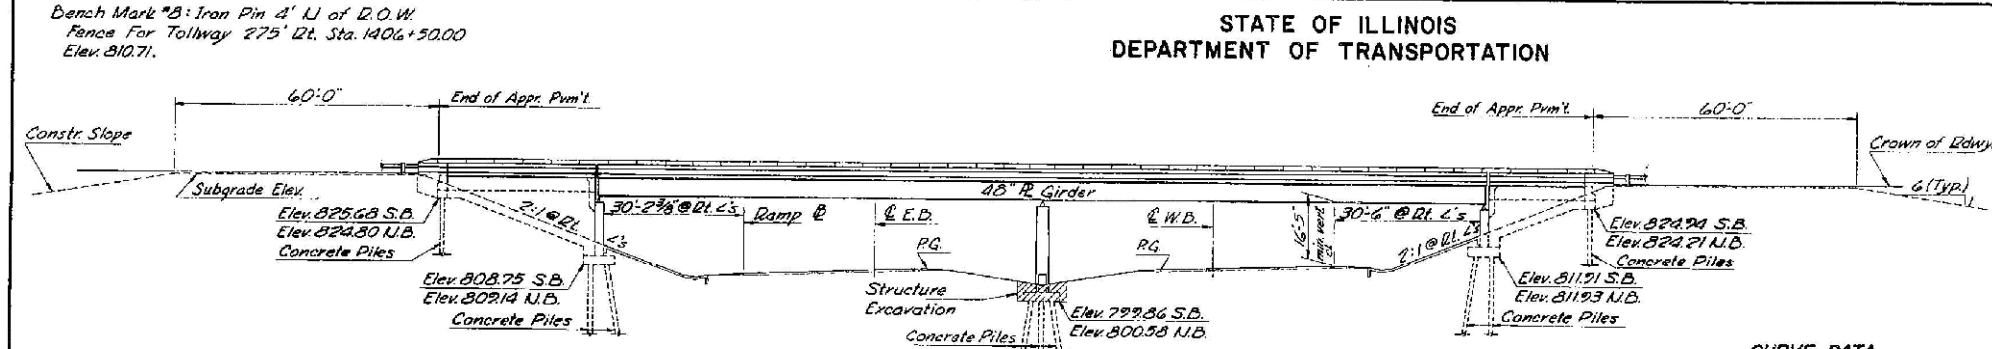 Bench Mark #8: Iron Pin 4' N of R.O.W.
Fence For Tollway 275' Rt. Sta. 1406+50.00
Elev. 810.71.
STATE OF ILLINOIS
DEPARTMENT OF TRANSPORTATION
60'-0"
End of Appr. Pvm't.
End of Appr. Pvm't.
60'-0"
Constr. Slope
Crown of Rdwy.
Subgrade Elev.
48" PL Girder
6 (Typ.)
Elev. 825.68 S.B.
Elev. 824.80 N.B.
Concrete Piles
2:1 @ Rt. L's
30'-2 3/8" @ Rt. L's
Ramp PL
CL E.B.
CL W.B.
16'-5"
min. vert.
cl.
30'-6" @ Rt. L's
2:1 @ Rt. L's
Elev. 824.94 S.B.
Elev. 824.21 N.B.
Concrete Piles
P.G.
P.G.
Elev. 808.75 S.B.
Elev. 809.14 N.B.
Concrete Piles
Structure
Excavation
Elev. 799.86 S.B.
Elev. 800.58 N.B.
Concrete Piles
Elev. 811.91 S.B.
Elev. 811.93 N.B.
Concrete Piles
CURVE DATA